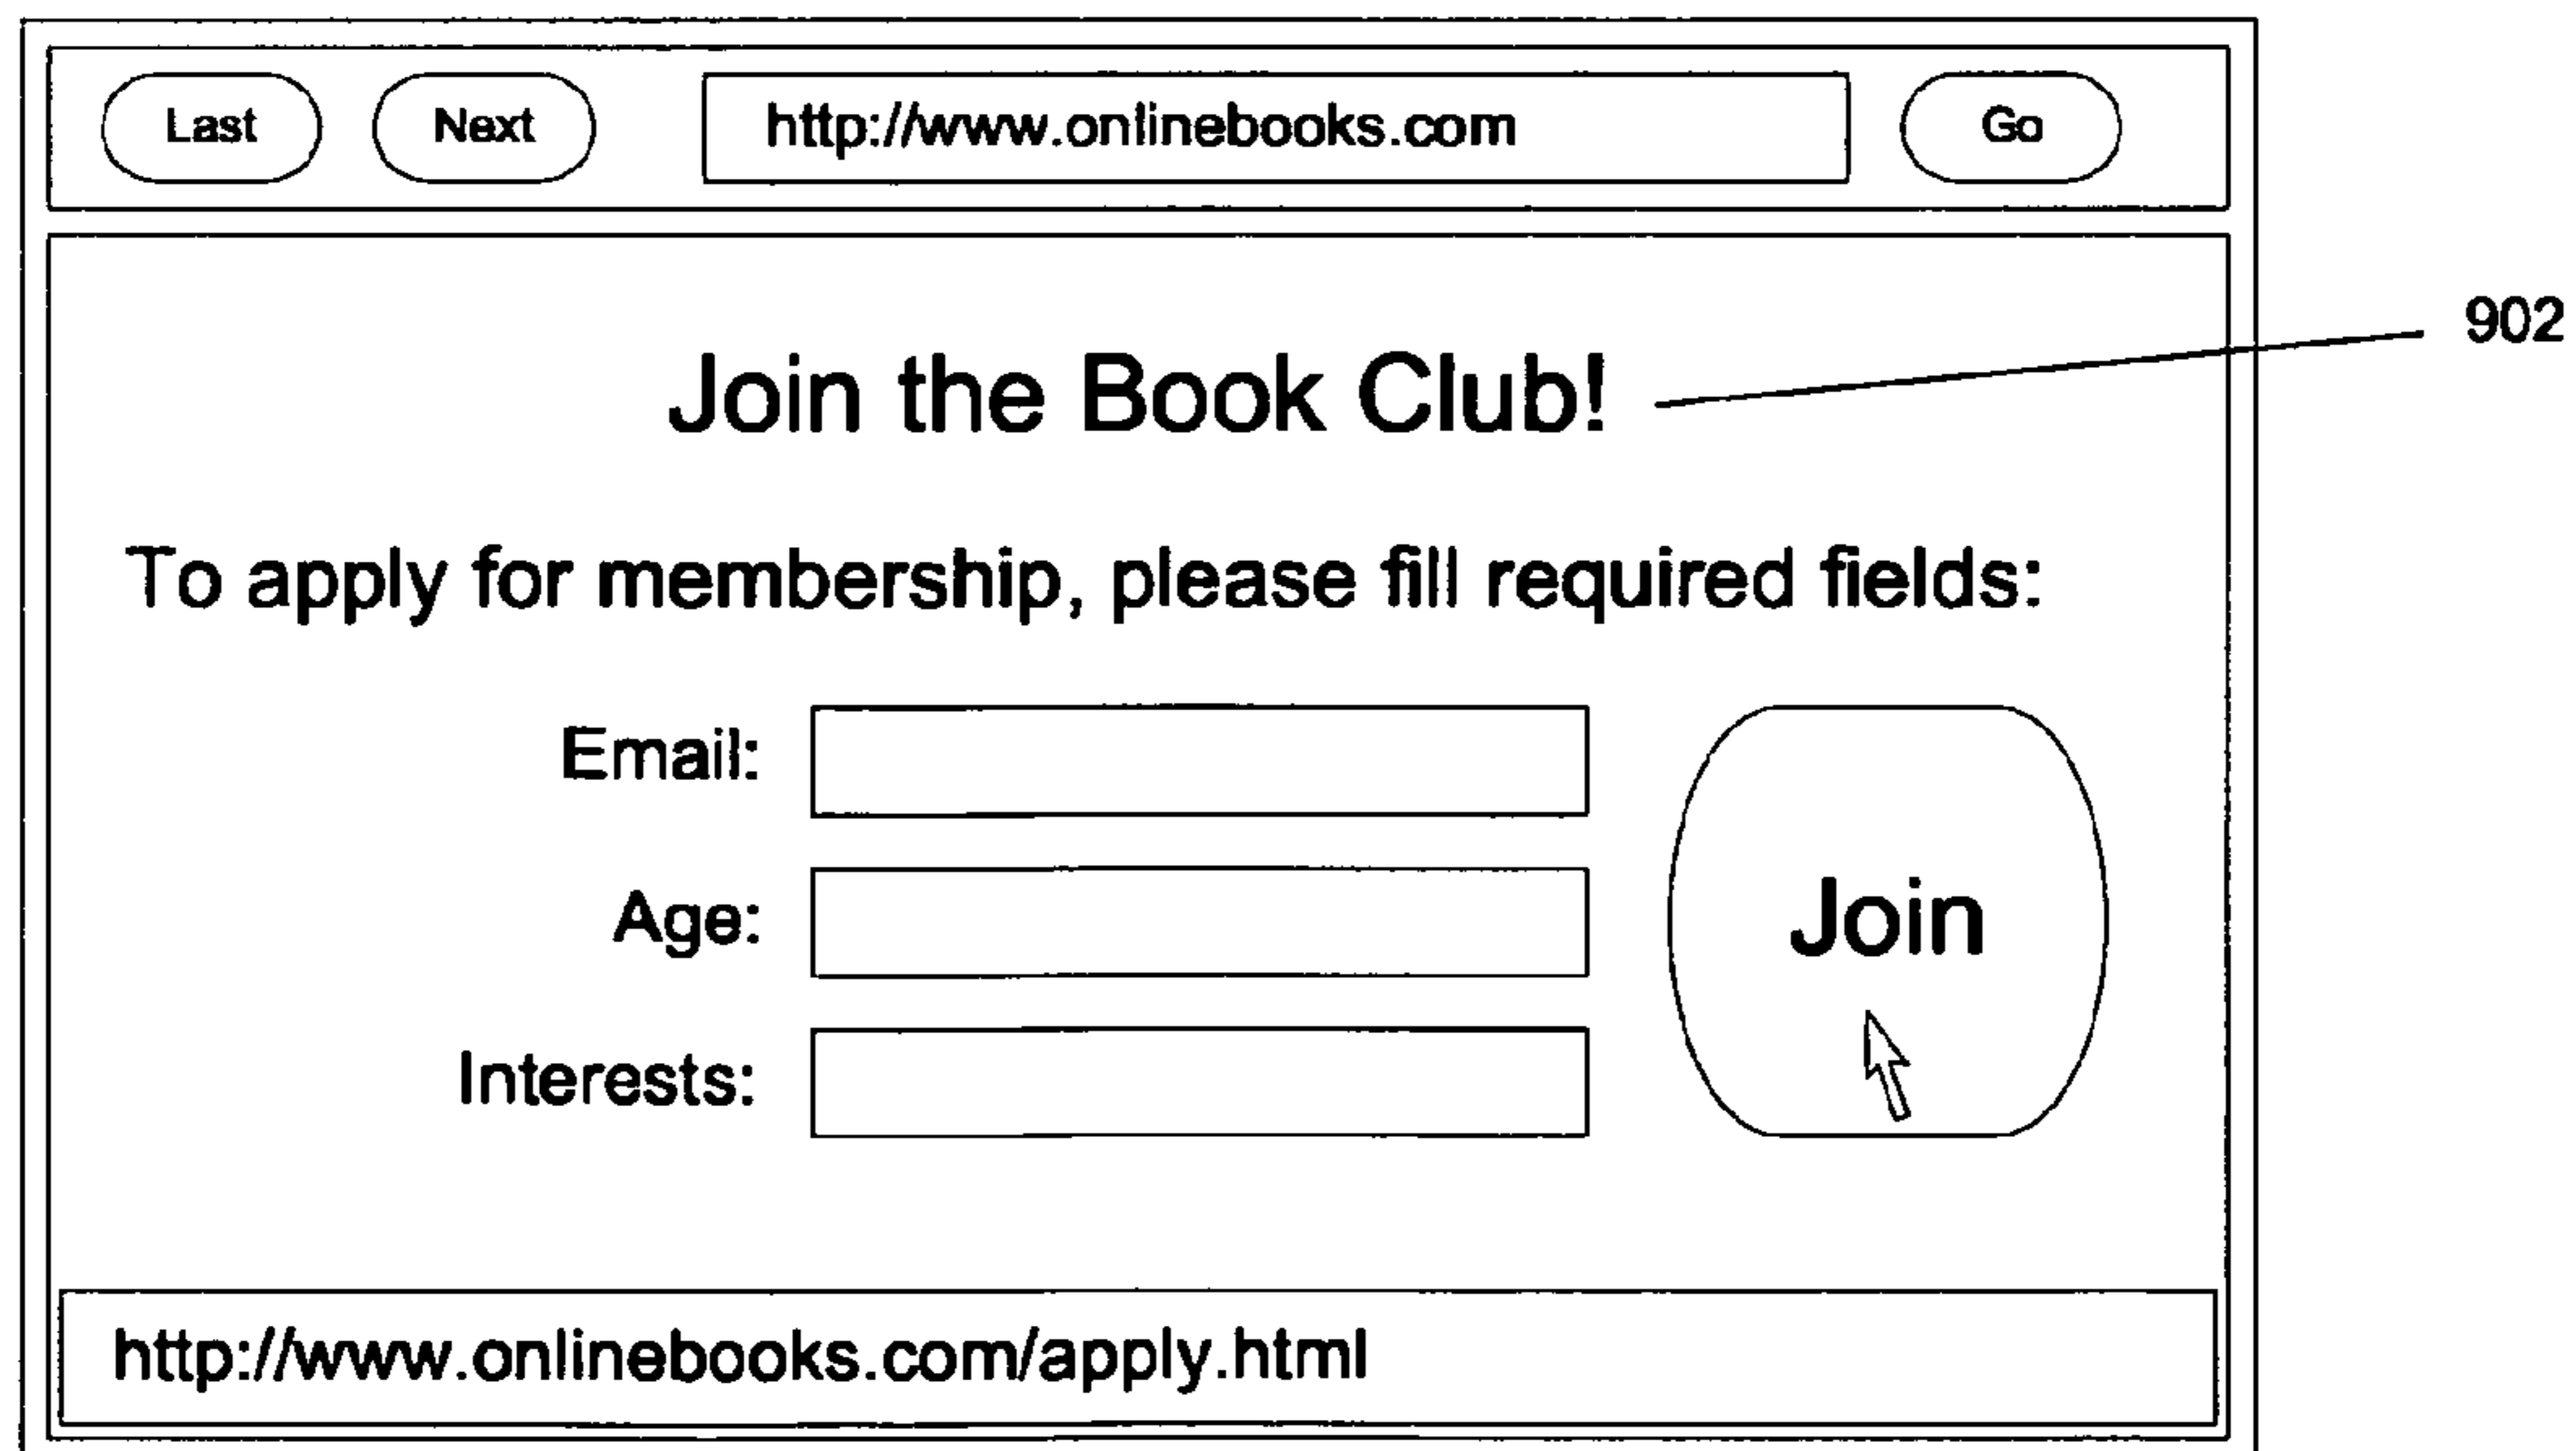 Last Next http://www.onlinebooks.com Go
902
Join the Book Club!
To apply for membership, please fill required fields:
Email:
Age:
Join
Interests:
http://www.onlinebooks.com/apply.html